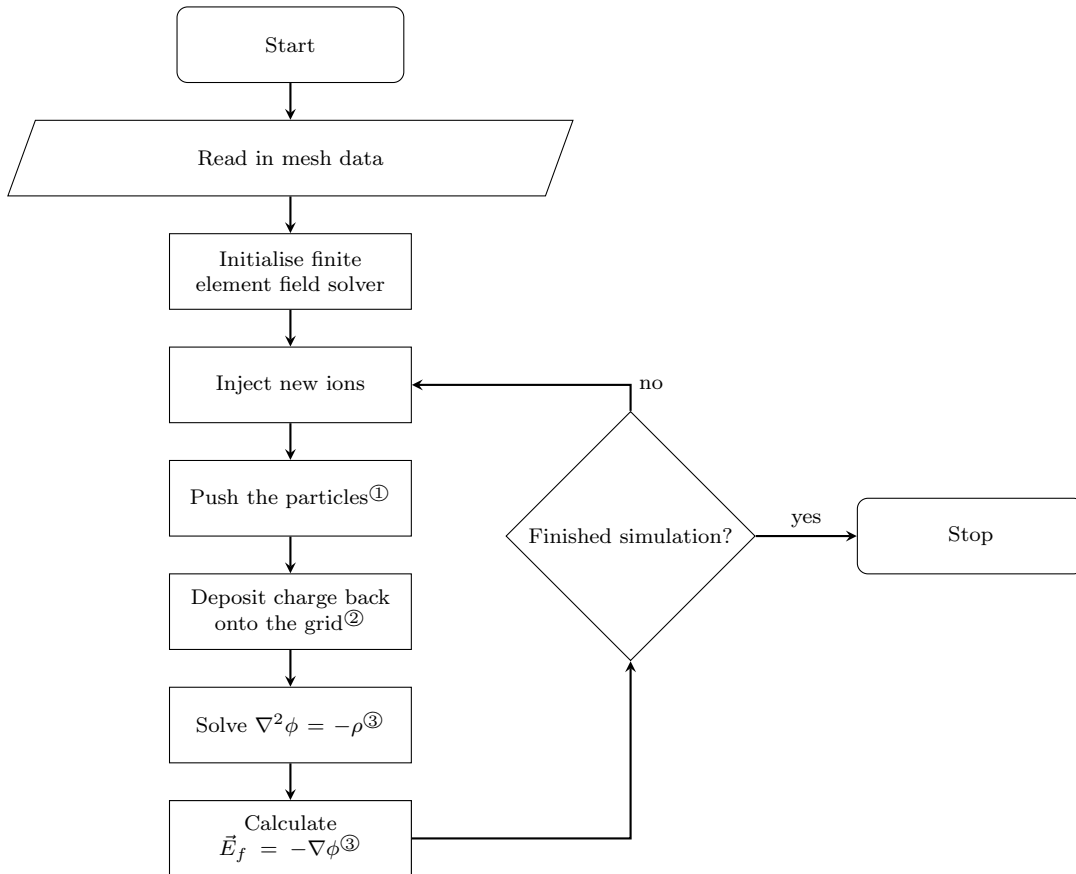 Start
Read in mesh data
Initialise finite
element field solver
Inject new ions
no
Push the particles①
Finished simulation?
yes
Stop
Deposit charge back
onto the grid②
Solve ∇²ϕ = −ρ③
Calculate
E⃗_f = −∇ϕ③